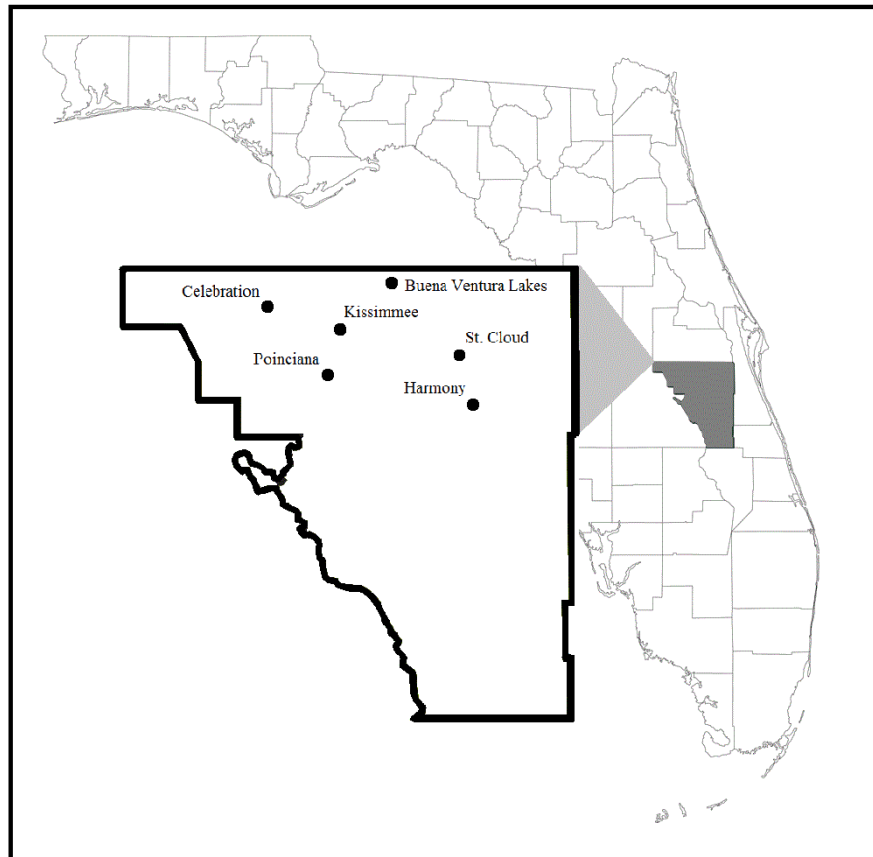 Celebration
Buena Ventura Lakes
Kissimmee
St. Cloud
Poinciana
Harmony